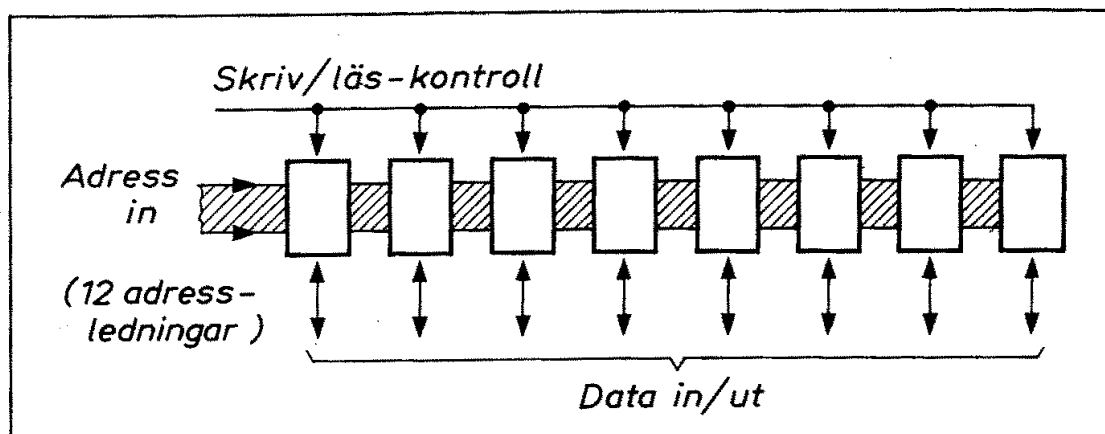 Skriv/läs-kontroll
Adress
in
(12 adress-
ledningar)
Data in/ut